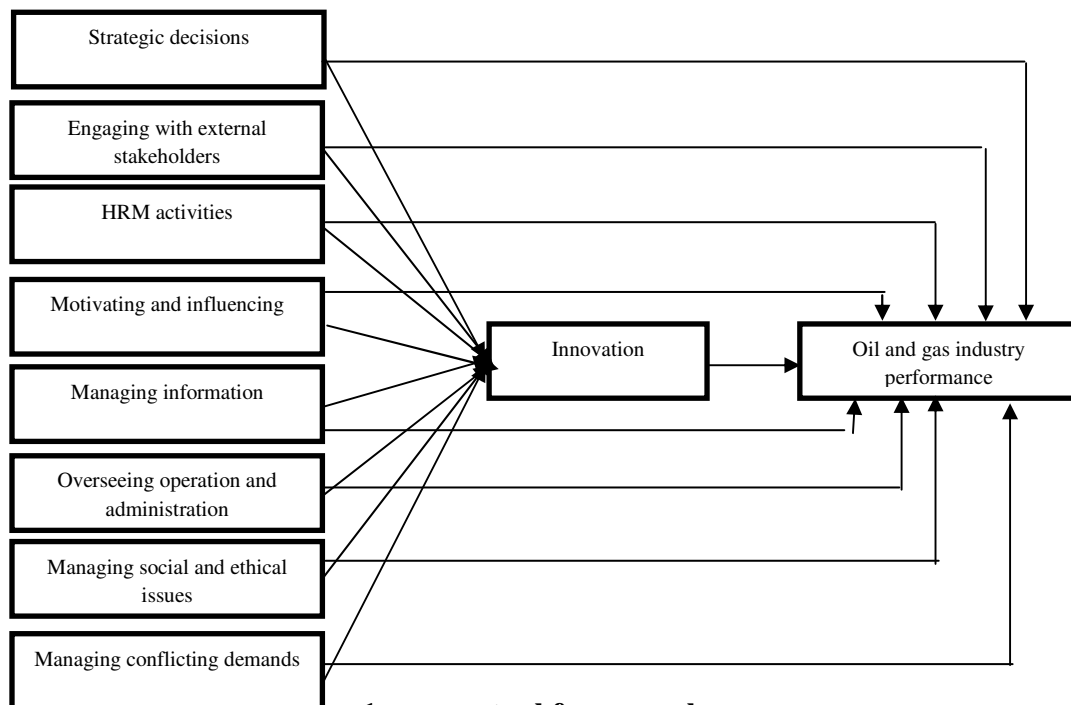 Strategic decisions
Engaging with external
stakeholders
HRM activities
Motivating and influencing
Managing information
Overseeing operation and
administration
Managing social and ethical
issues
Managing conflicting demands
Innovation
Oil and gas industry
performance